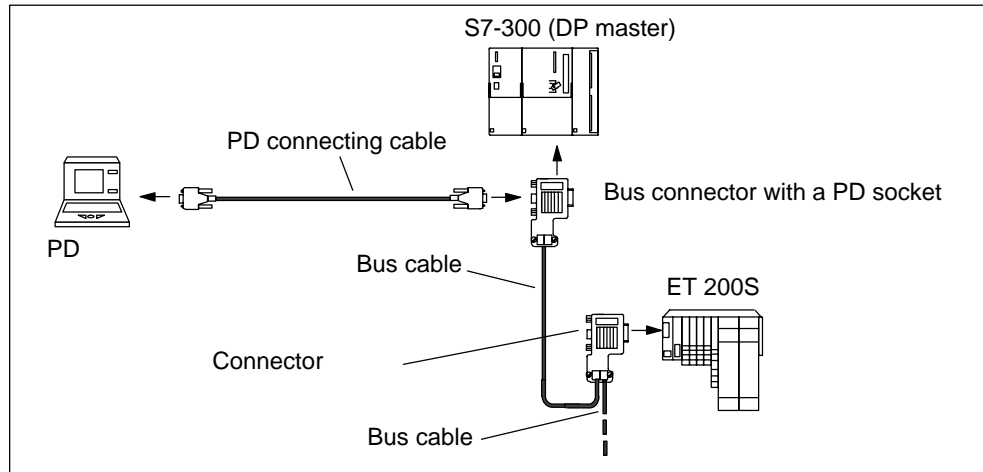 S7-300 (DP master)
PD connecting cable
Bus connector with a PD socket
PD
Bus cable
ET 200S
Connector
Bus cable